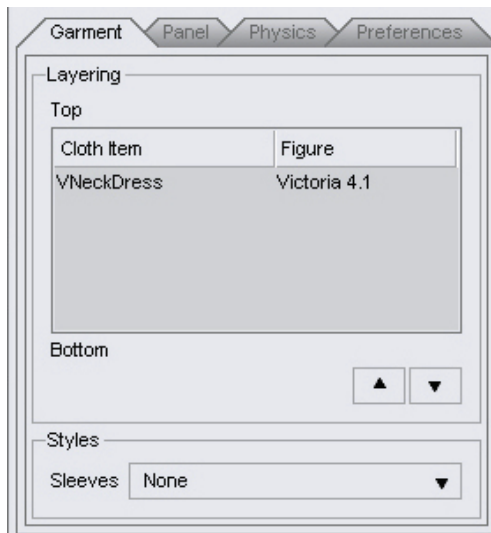 Garment Panel Physics Preferences
Layering
Top
Cloth Item Figure
VNeckDress Victoria 4.1
Bottom
Styles
Sleeves None